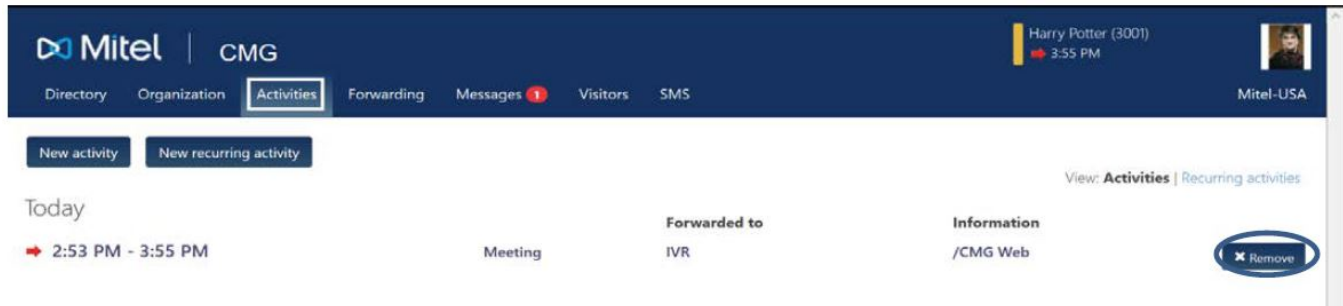 Mitel | CMG
Harry Potter (3001)
3:55 PM
Directory Organization Activities Forwarding Messages 1 Visitors SMS
Mitel-USA
New activity New recurring activity
View: Activities | Recurring activities
Today
Forwarded to Information
2:53 PM - 3:55 PM Meeting IVR /CMG Web Remove